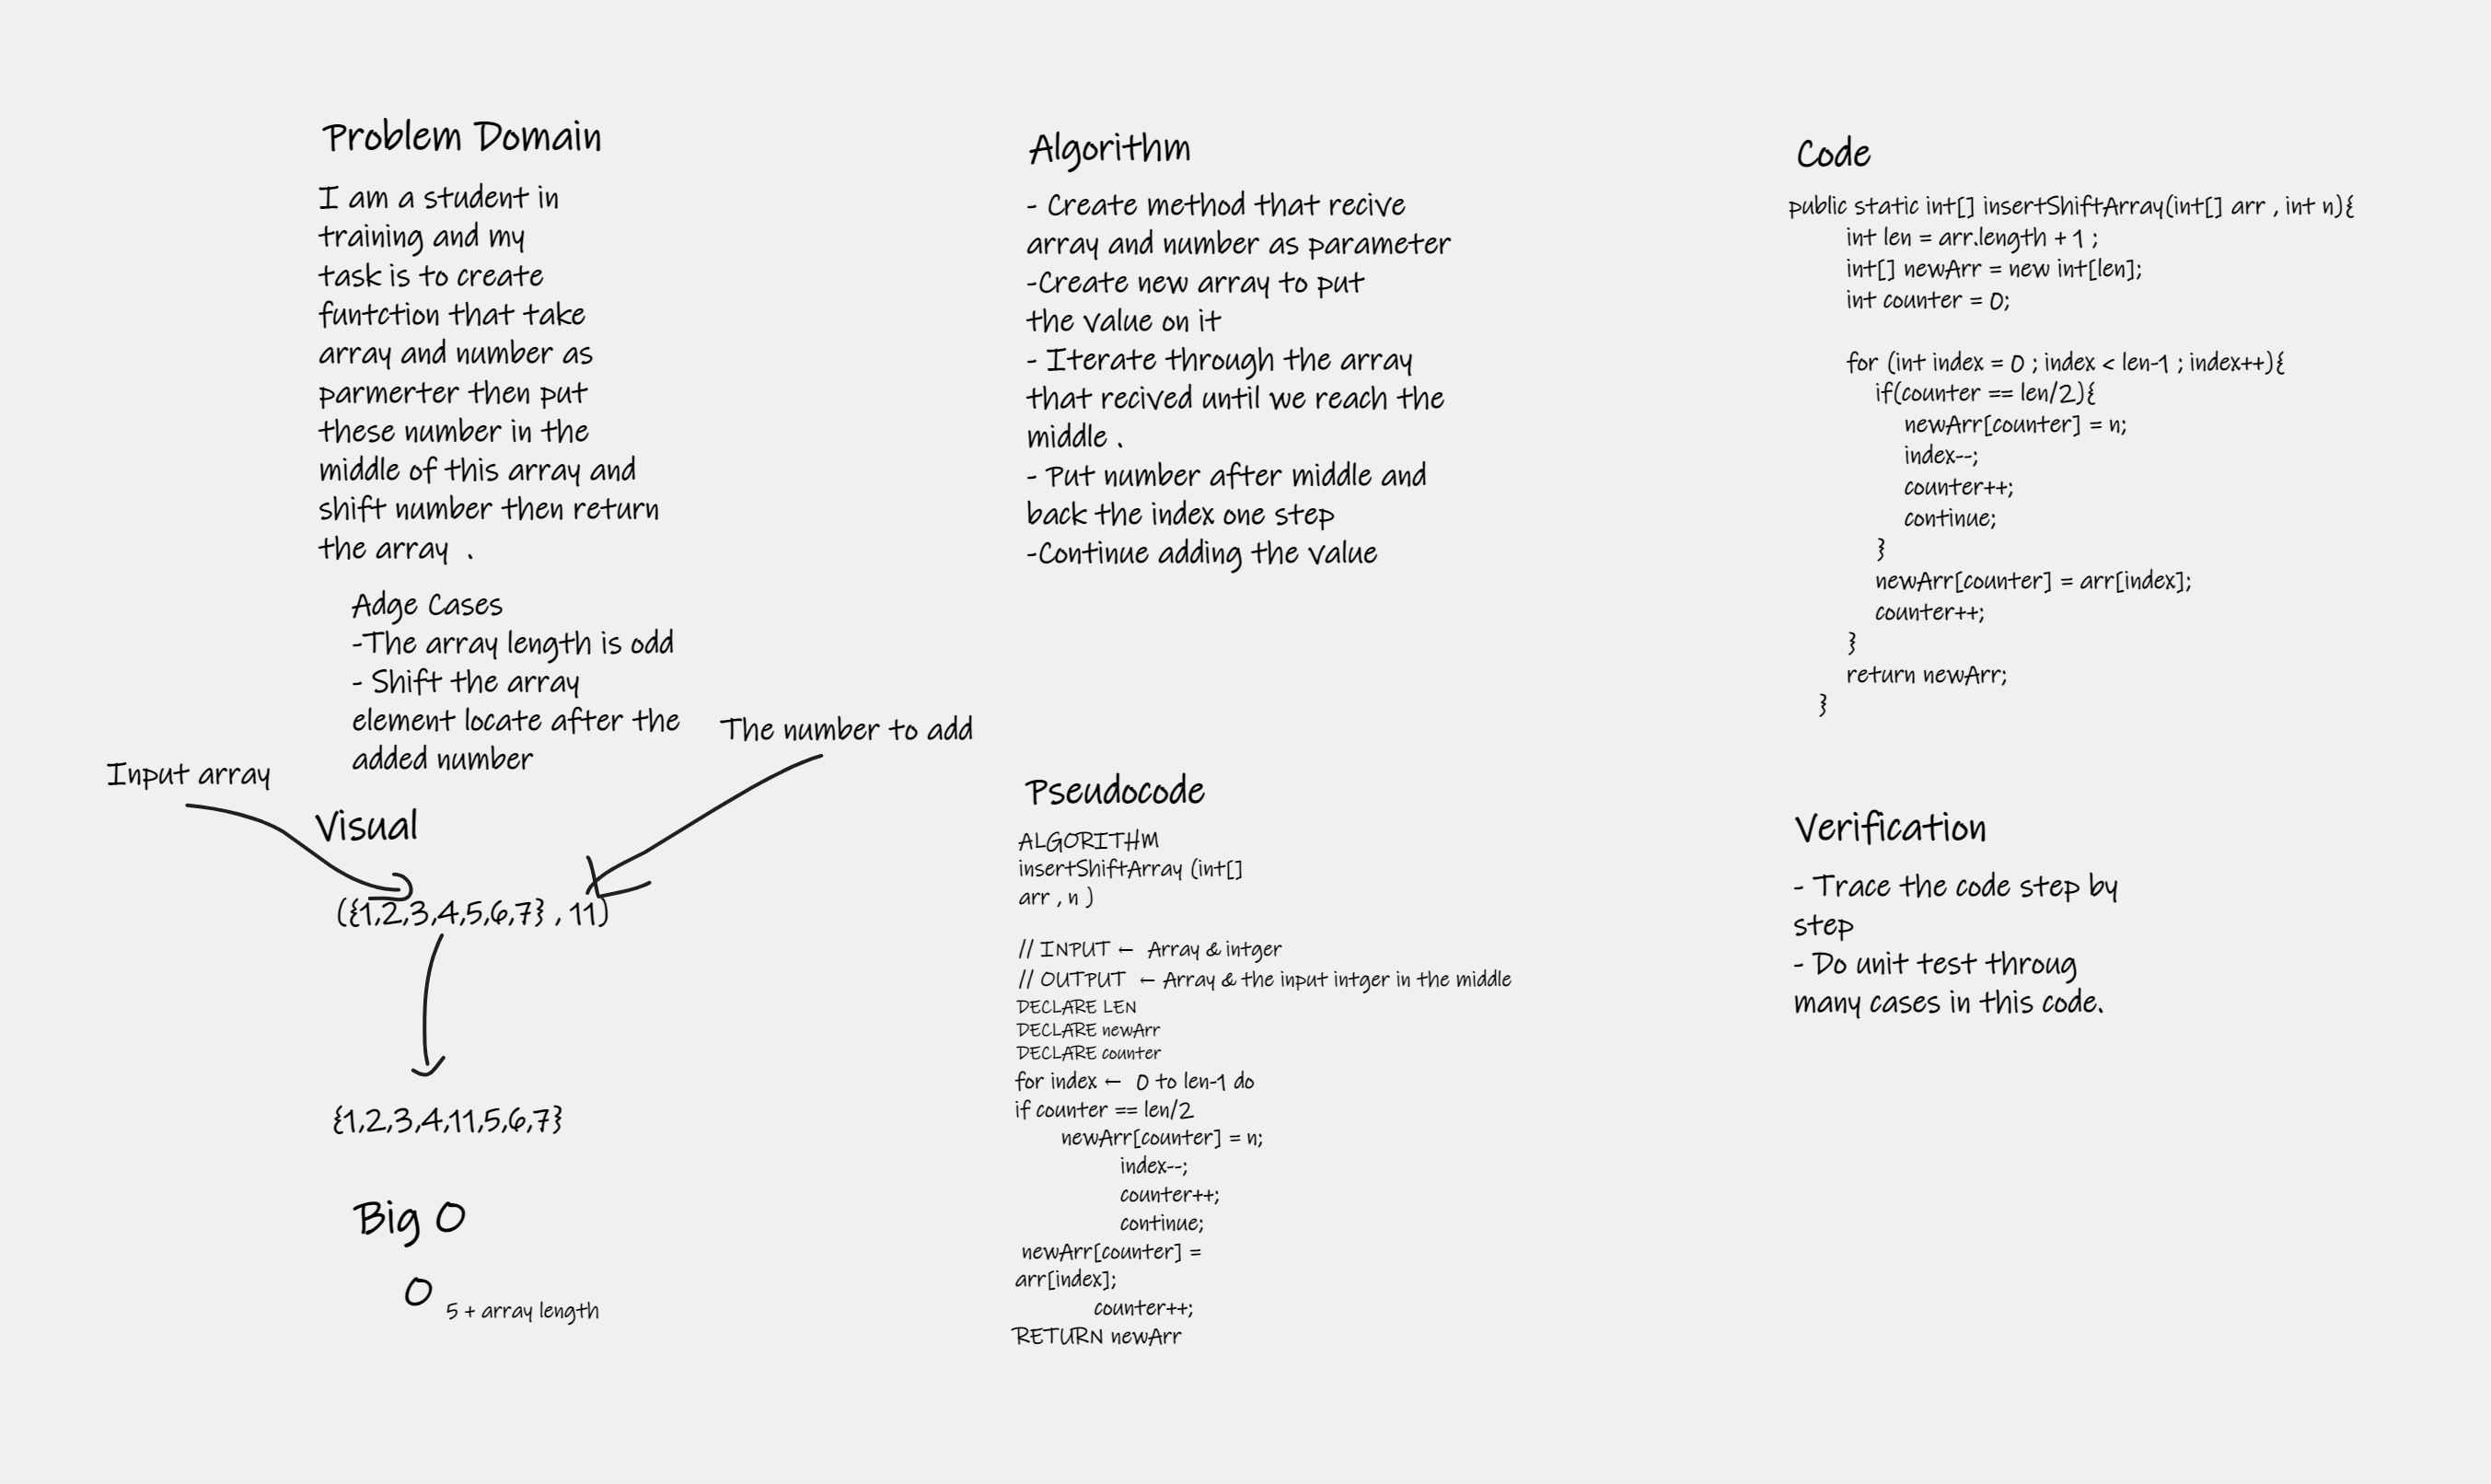 Problem Domain
I am a student in
training and my
task is to create
funtction that take
array and number as
parmerter then put
these number in the
middle of this array and
shift number then return
the array .
Adge Cases
-The array length is odd
- Shift the array
element locate after the
added number
Input array
The number to add
Visual
({1,2,3,4,5,6,7} , 11)
{1,2,3,4,11,5,6,7}
Big O
O 5 + array length
Algorithm
- Create method that recive
array and number as parameter
-Create new array to put
the value on it
- Iterate through the array
that recived until we reach the
middle .
- Put number after middle and
back the index one step
-Continue adding the value
Pseudocode
ALGORITHM
insertShiftArray (int[]
arr , n )
// INPUT ← Array & intger
// OUTPUT ← Array & the input intger in the middle
DECLARE LEN
DECLARE newArr
DECLARE counter
for index ← 0 to len-1 do
if counter == len/2
newArr[counter] = n;
index--;
counter++;
continue;
newArr[counter] =
arr[index];
counter++;
RETURN newArr
Code
public static int[] insertShiftArray(int[] arr , int n){
int len = arr.length + 1 ;
int[] newArr = new int[len];
int counter = 0;
for (int index = 0 ; index < len-1 ; index++){
if(counter == len/2){
newArr[counter] = n;
index--;
counter++;
continue;
}
newArr[counter] = arr[index];
counter++;
}
return newArr;
}
Verification
- Trace the code step by
step
- Do unit test throug
many cases in this code.